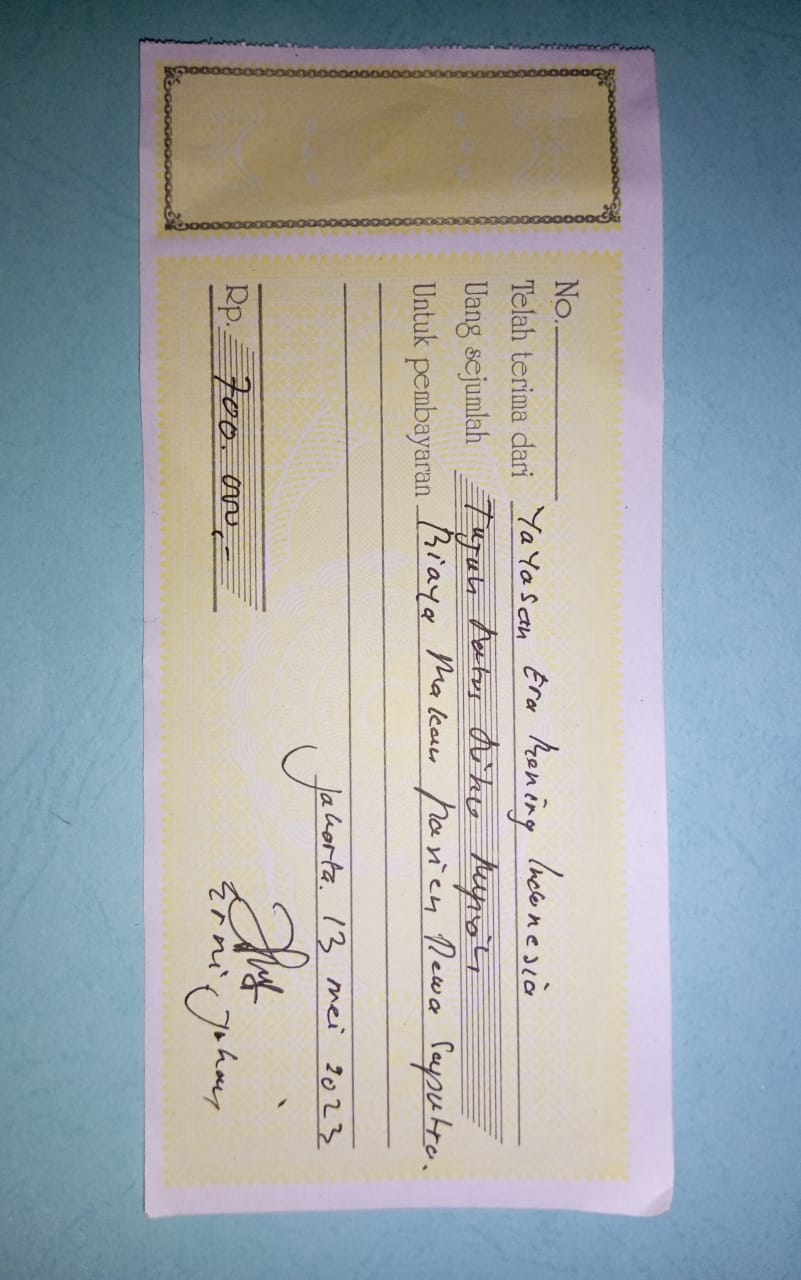 No.
Telah terima dari Yayasan Era Hening Indonesia
Uang sejumlah Tujuh Ratus Ribu Rupiah
Untuk pembayaran Biaya Makan Pasien Dewa Saputra.
Jakarta. 13 mei 2023
Rp. 700.000,-
Erni Johan